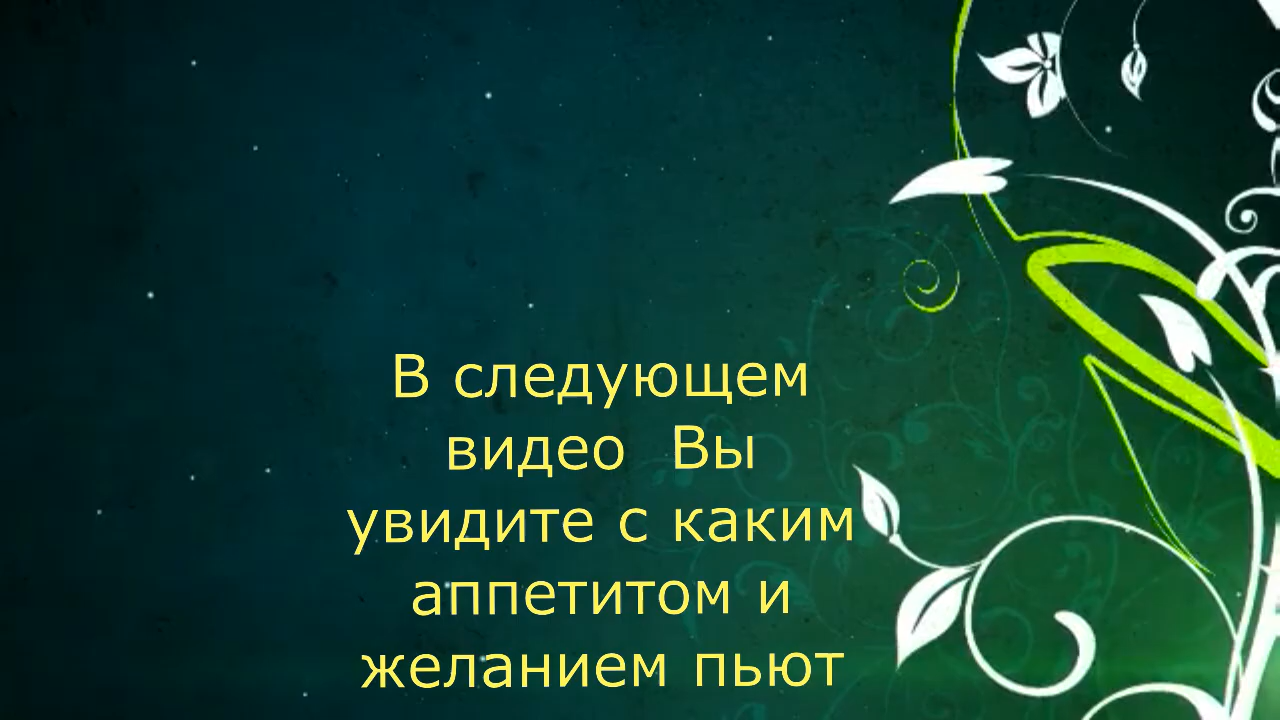 В следующем
видео  Вы
увидите с каким
аппетитом и
желанием пьют